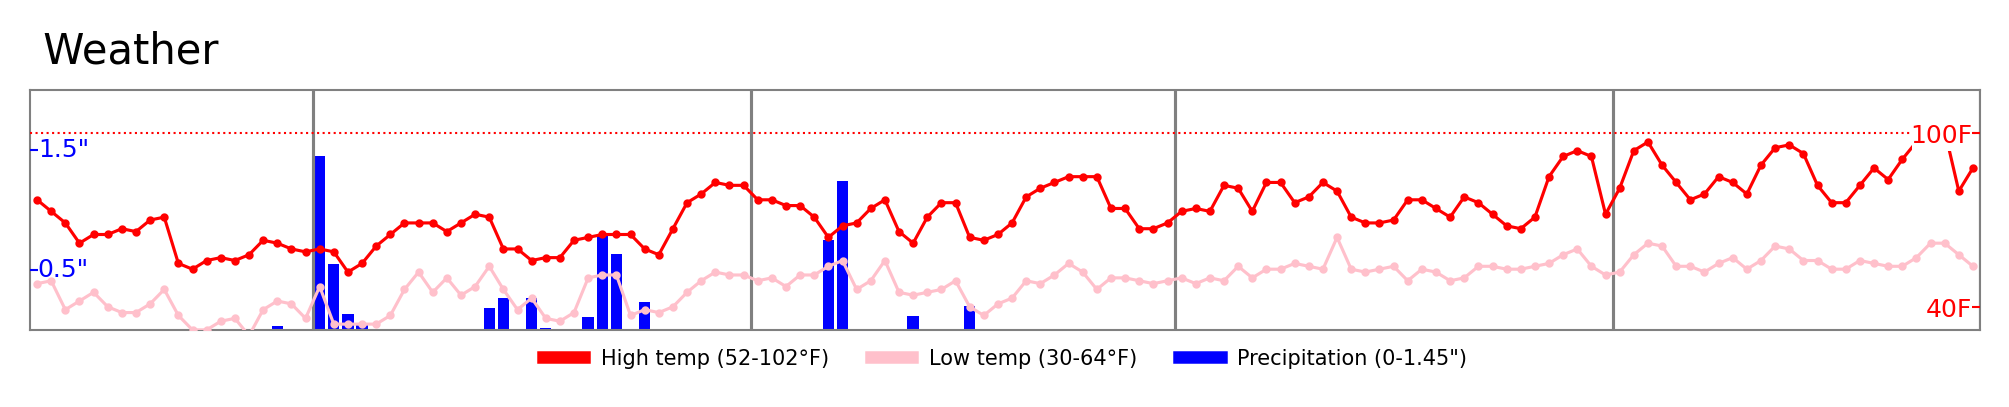 Weather
1.5"
0.5"
100F
40F
High temp (52-102°F)
Low temp (30-64°F)
Precipitation (0-1.45")